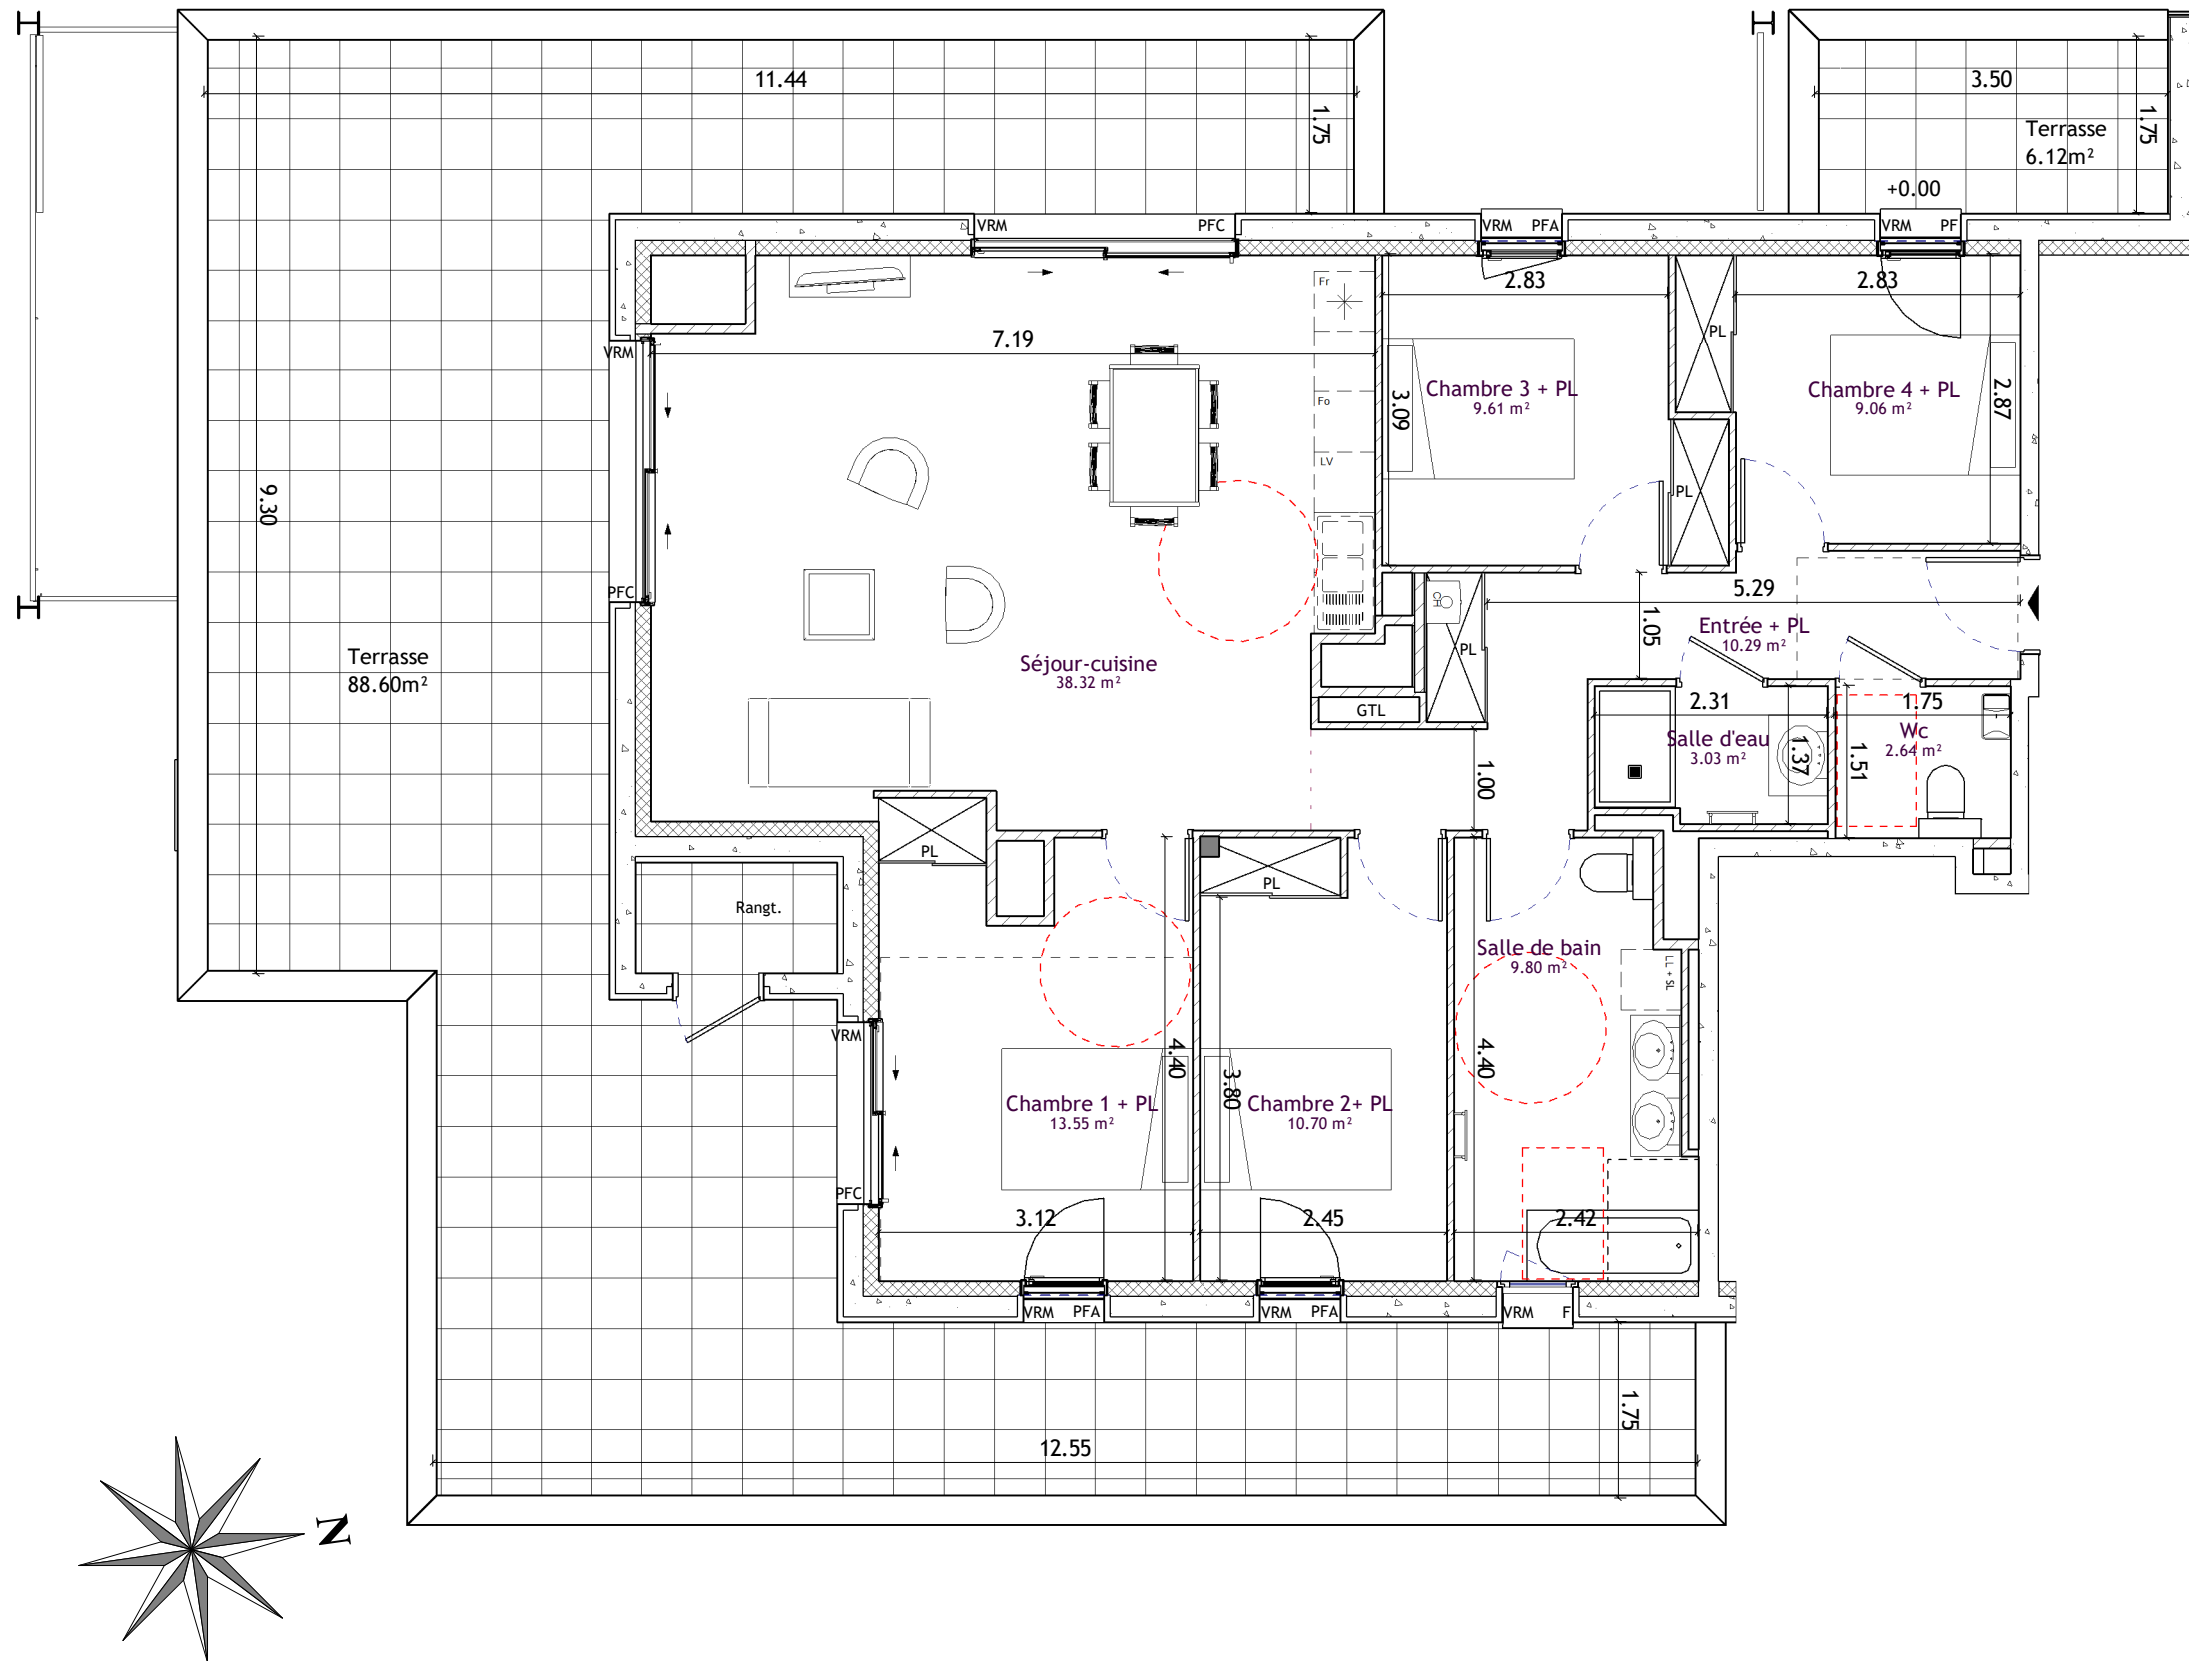 11.44
3.50
1.75
1.75
Terrasse
6.12m²
+0.00
VRM
PFC
VRM
PFA
VRM
PF
Fr
2.83
2.83
7.19
VRM
PL
Chambre 3 + PL
9.61 m²
Chambre 4 + PL
9.06 m²
3.09
2.87
Fo
LV
PL
9.30
PFC
5.29
CH
1.05
Entrée + PL
10.29 m²
PL
Terrasse
88.60m²
Séjour-cuisine
38.32 m²
GTL
2.31
1.75
Salle d'eau
3.03 m²
1.37
1.51
Wc
2.64 m²
1.00
PL
PL
Rangt.
Salle de bain
9.80 m²
LL + SL
VRM
4.40
3.80
4.40
Chambre 1 + PL
13.55 m²
Chambre 2+ PL
10.70 m²
PFC
3.12
2.45
2.42
VRM
PFA
VRM
PFA
VRM
F
1.75
12.55
N